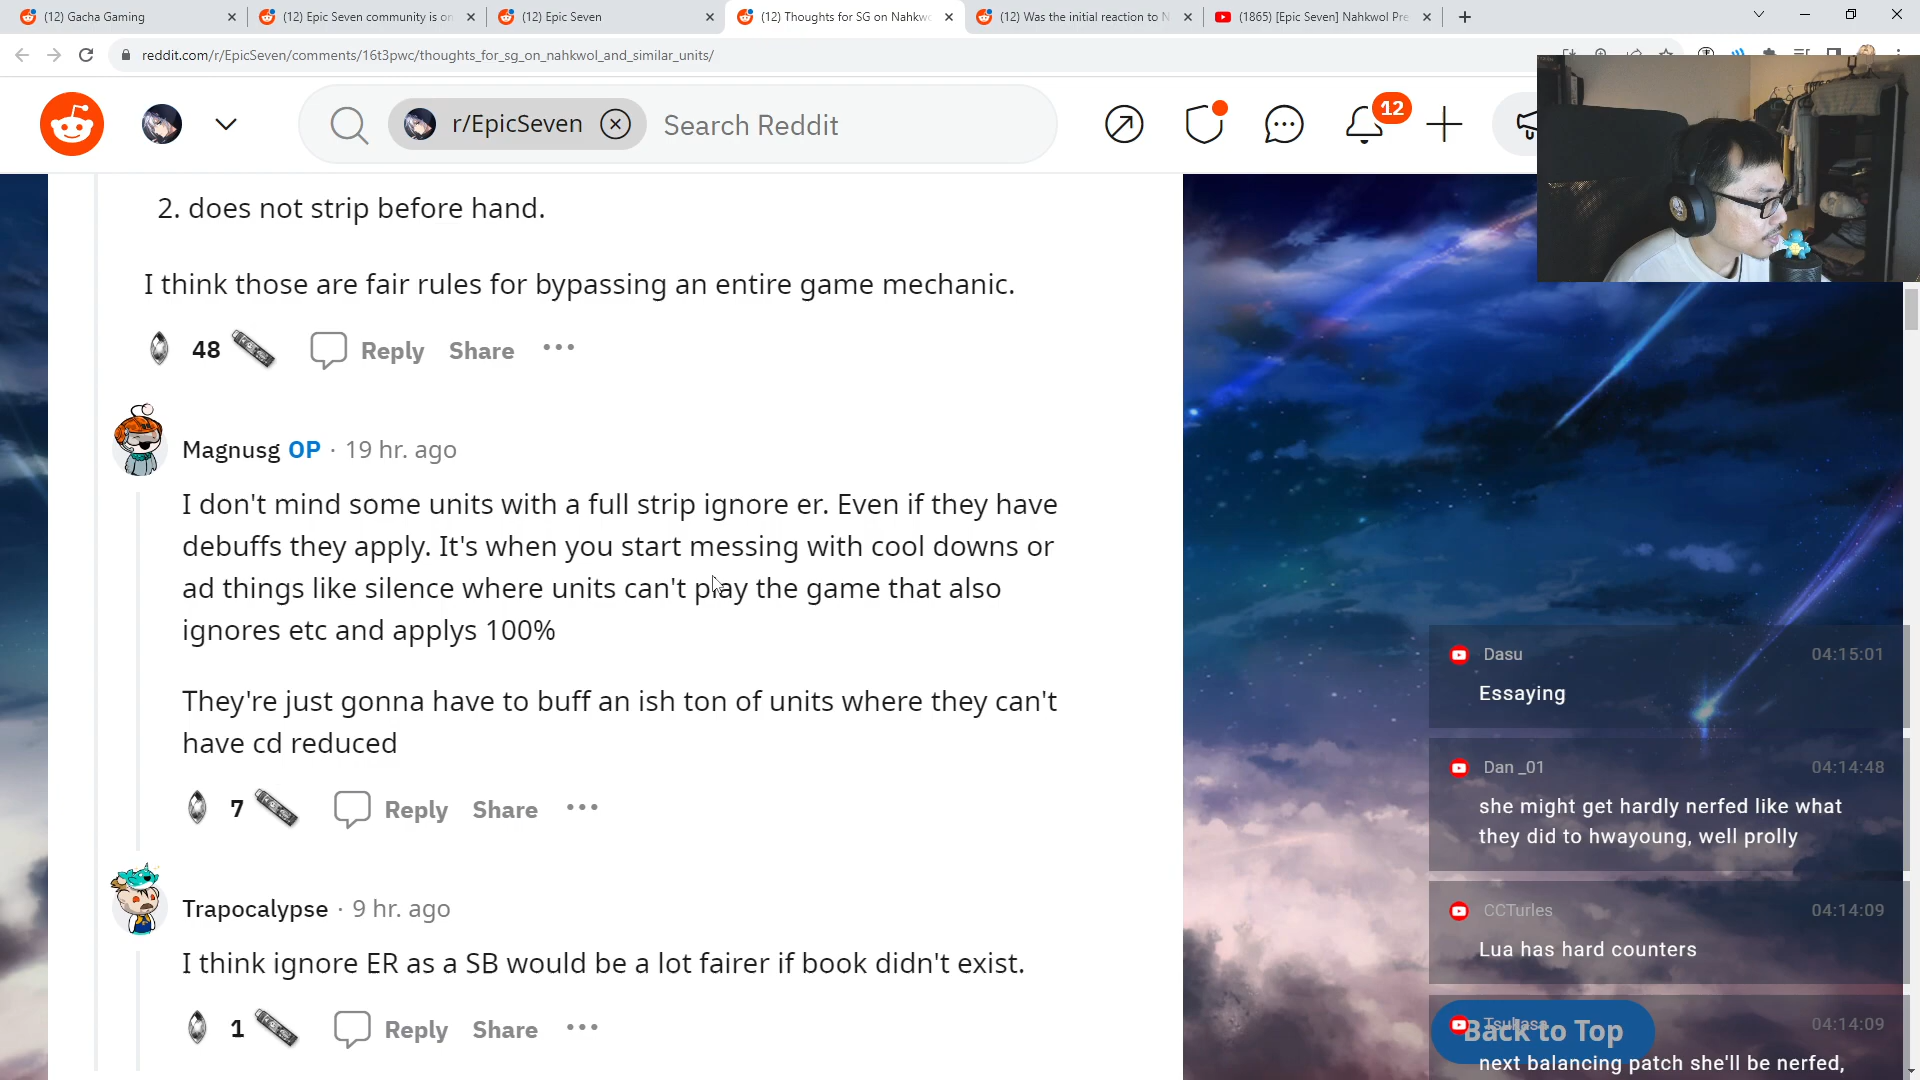 (12) Gacha Gaming
(12) Epic Seven community is on
(12) Epic Seven
(12) Thoughts for SG on Nahkwo
(12) Was the initial reaction to N
(1865) [Epic Seven] Nahkwol Pre
reddit.com/r/EpicSeven/comments/16t3pwc/thoughts_for_sg_on_nahkwol_and_similar_units/
r/EpicSeven
Search Reddit
12
2. does not strip before hand.
I think those are fair rules for bypassing an entire game mechanic.
48
Reply
Share
Magnusg OP · 19 hr. ago
I don't mind some units with a full strip ignore er. Even if they have
debuffs they apply. It's when you start messing with cool downs or
ad things like silence where units can't play the game that also
ignores etc and applys 100%
They're just gonna have to buff an ish ton of units where they can't
have cd reduced
7
Reply
Share
Trapocalypse · 9 hr. ago
I think ignore ER as a SB would be a lot fairer if book didn't exist.
1
Reply
Share
Dasu
04:15:01
Essaying
Dan _01
04:14:48
she might get hardly nerfed like what
they did to hwayoung, well prolly
CCTurles
04:14:09
Lua has hard counters
Tsukasa
04:14:09
Back to Top
next balancing patch she'll be nerfed,